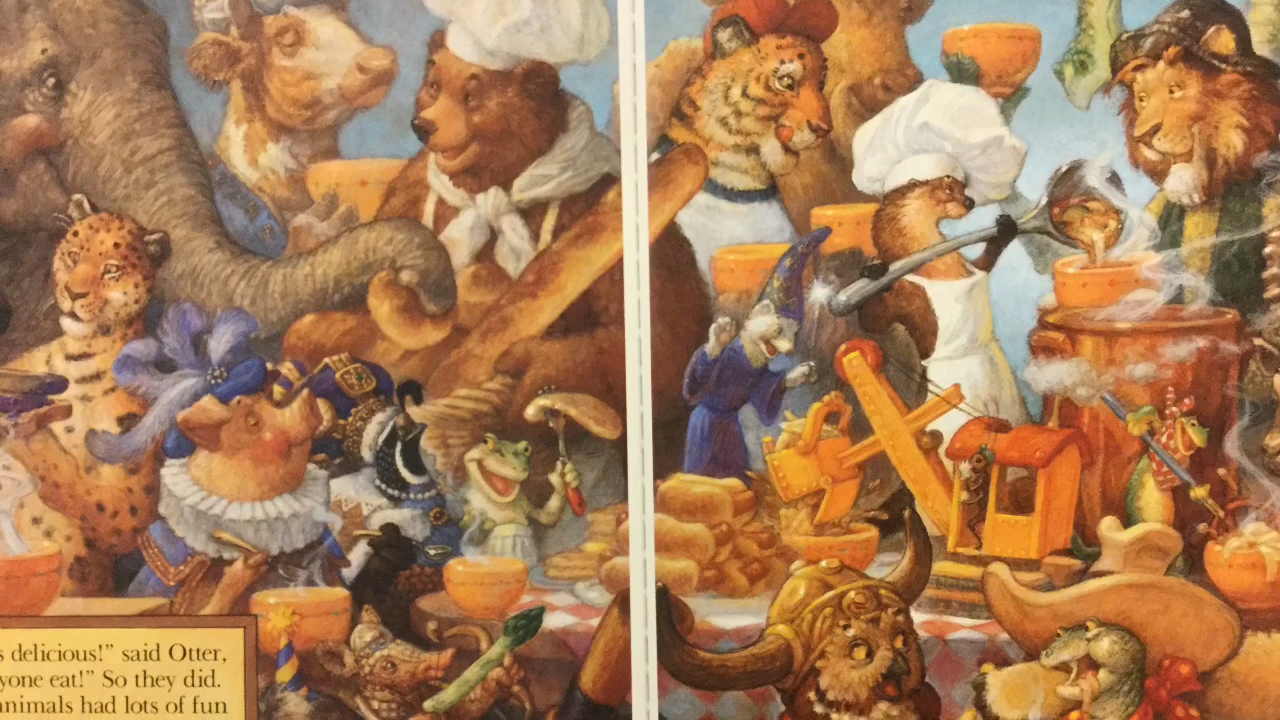 s delicious!” said Otter,
yone eat!” So they did.
animals had lots of fun